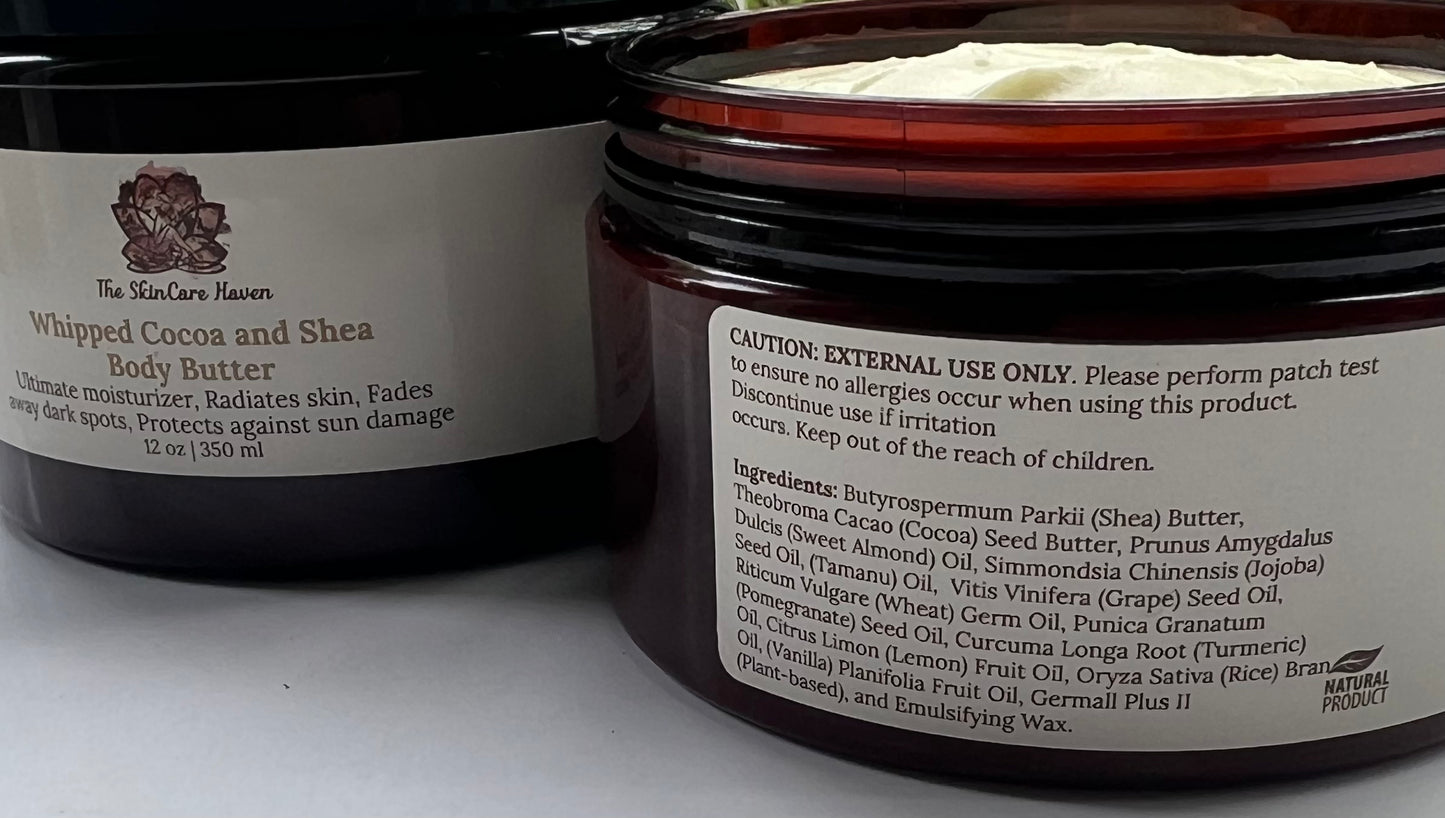 The SkinCare Haven
Whipped Cocoa and Shea
Body Butter
Ultimate moisturizer, Radiates skin, Fades
away dark spots, Protects against sun damage
12 oz | 350 ml
CAUTION: EXTERNAL USE ONLY. Please perform patch test
to ensure no allergies occur when using this product.
Discontinue use if irritation
occurs. Keep out of the reach of children.
Ingredients: Butyrospermum Parkii (Shea) Butter,
Theobroma Cacao (Cocoa) Seed Butter, Prunus Amygdalus
Dulcis (Sweet Almond) Oil, Simmondsia Chinensis (Jojoba)
Seed Oil, (Tamanu) Oil, Vitis Vinifera (Grape) Seed Oil,
Riticum Vulgare (Wheat) Germ Oil, Punica Granatum
(Pomegranate) Seed Oil, Curcuma Longa Root (Turmeric)
Oil, Citrus Limon (Lemon) Fruit Oil, Oryza Sativa (Rice) Bran
Oil, (Vanilla) Planifolia Fruit Oil, Germall Plus II
(Plant-based), and Emulsifying Wax.
NATURAL
PRODUCT